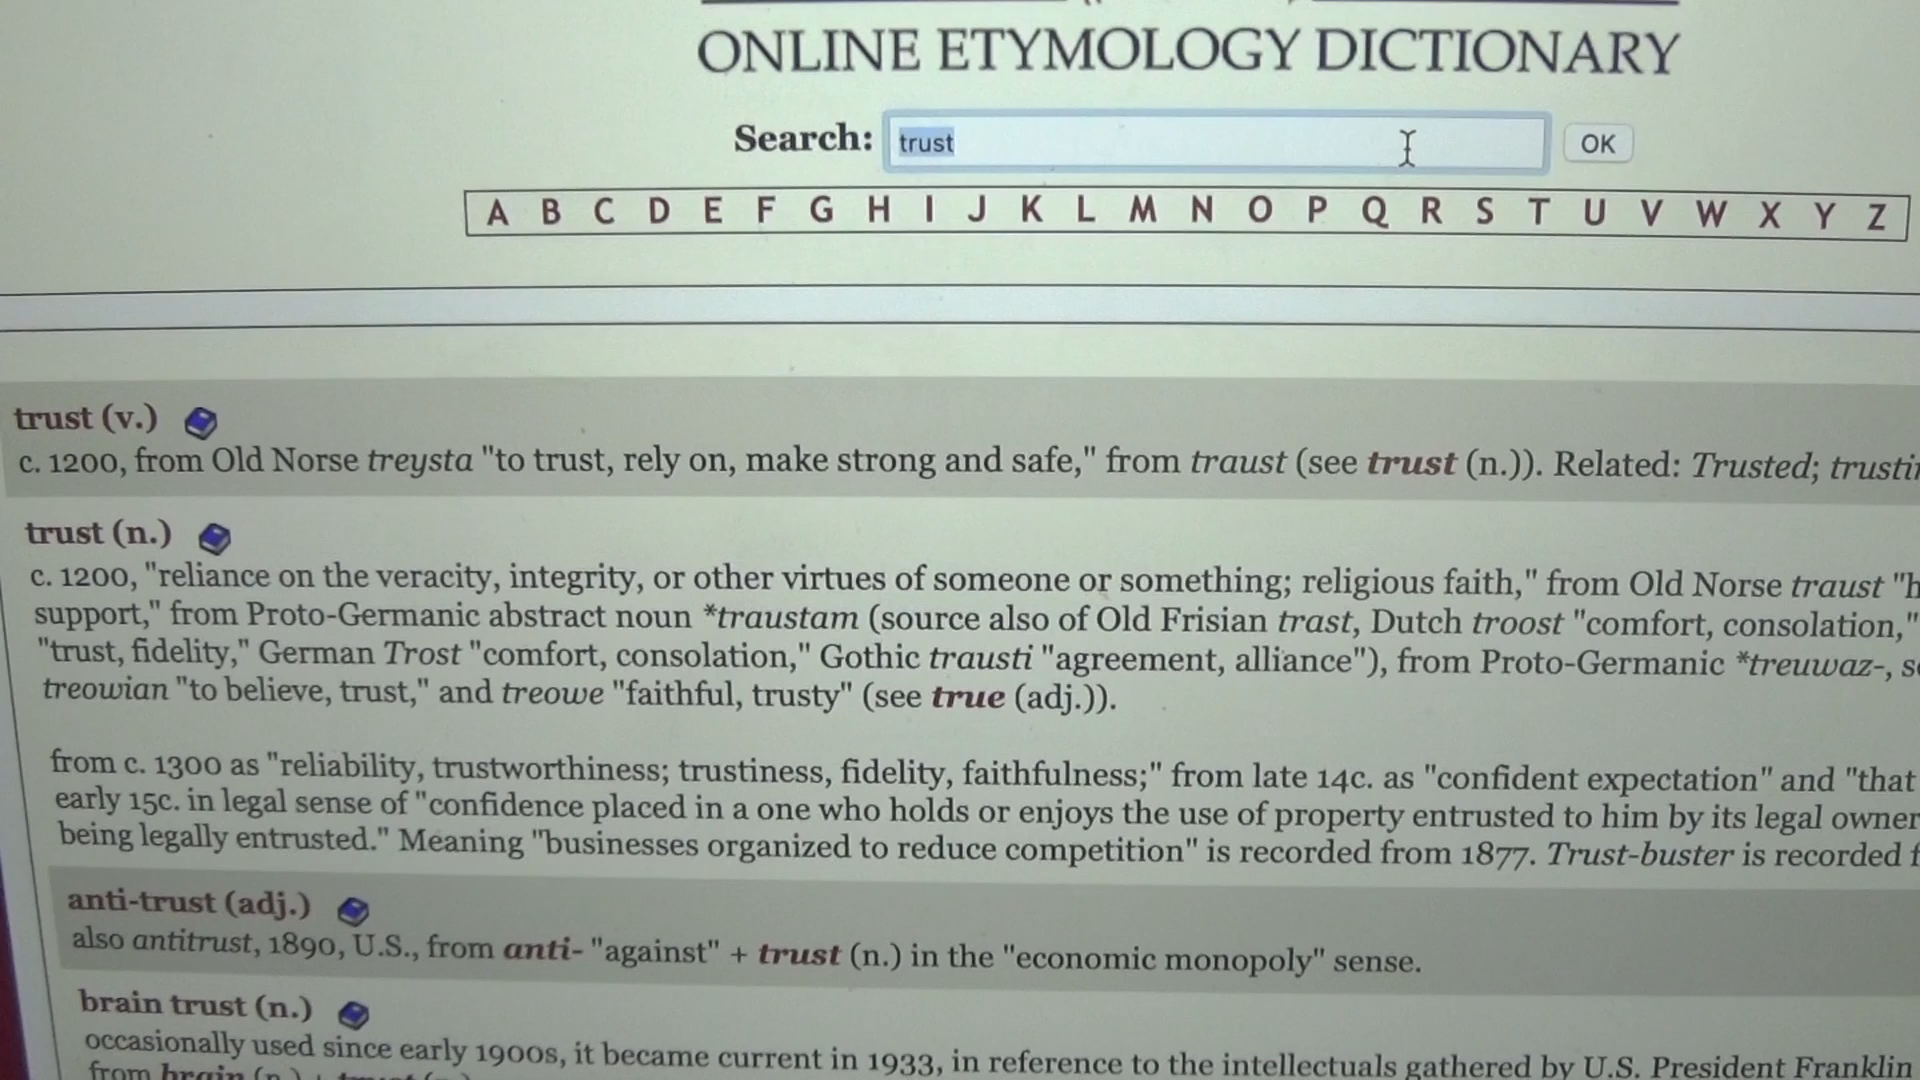 ONLINE ETYMOLOGY DICTIONARY
Search: trust OK
A B C D E F G H I J K L M N O P Q R S T U V W X Y Z
trust (v.)
c. 1200, from Old Norse treysta "to trust, rely on, make strong and safe," from traust (see trust (n.)). Related: Trusted;
trust (n.)
c. 1200, "reliance on the veracity, integrity, or other virtues of someone or something; religious faith," from Old Norse traust
support," from Proto-Germanic abstract noun *traustam (source also of Old Frisian trast, Dutch troost "comfort, consolation,"
"trust, fidelity," German Trost "comfort, consolation," Gothic trausti "agreement, alliance"), from Proto-Germanic *treuwaz-,
treowian "to believe, trust," and treowe "faithful, trusty" (see true (adj.)).
from c. 1300 as "reliability, trustworthiness; trustiness, fidelity, faithfulness;" from late 14c. as "confident expectation" and "that
early 15c. in legal sense of "confidence placed in a one who holds or enjoys the use of property entrusted to him by its legal owner
being legally entrusted." Meaning "businesses organized to reduce competition" is recorded from 1877. Trust-buster is recorded
anti-trust (adj.)
also antitrust, 1890, U.S., from anti- "against" + trust (n.) in the "economic monopoly" sense.
brain trust (n.)
occasionally used since early 1900s, it became current in 1933, in reference to the intellectuals gathered by U.S. President Franklin
from brain (n.) +